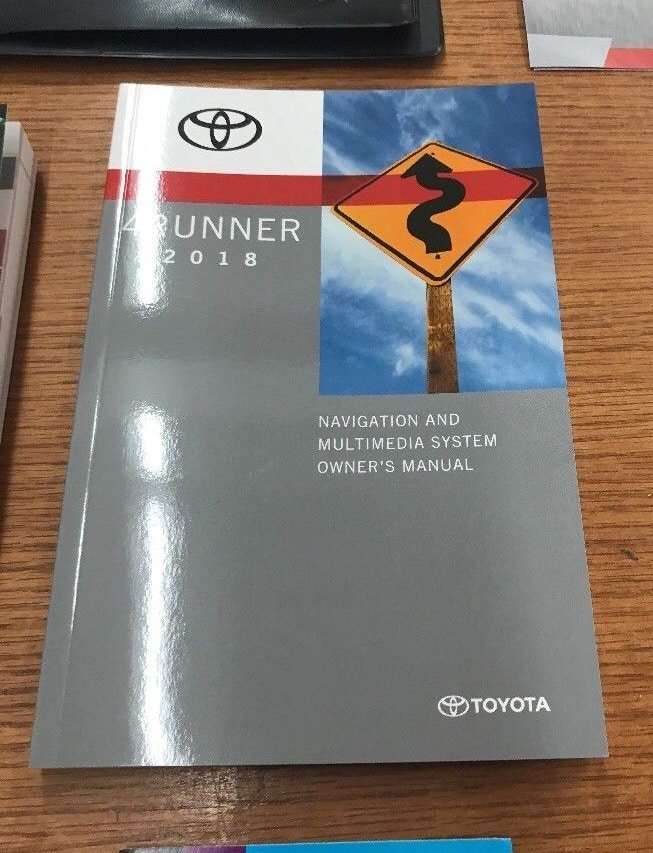 4RUNNER
2018
NAVIGATION AND
MULTIMEDIA SYSTEM
OWNER'S MANUAL
TOYOTA